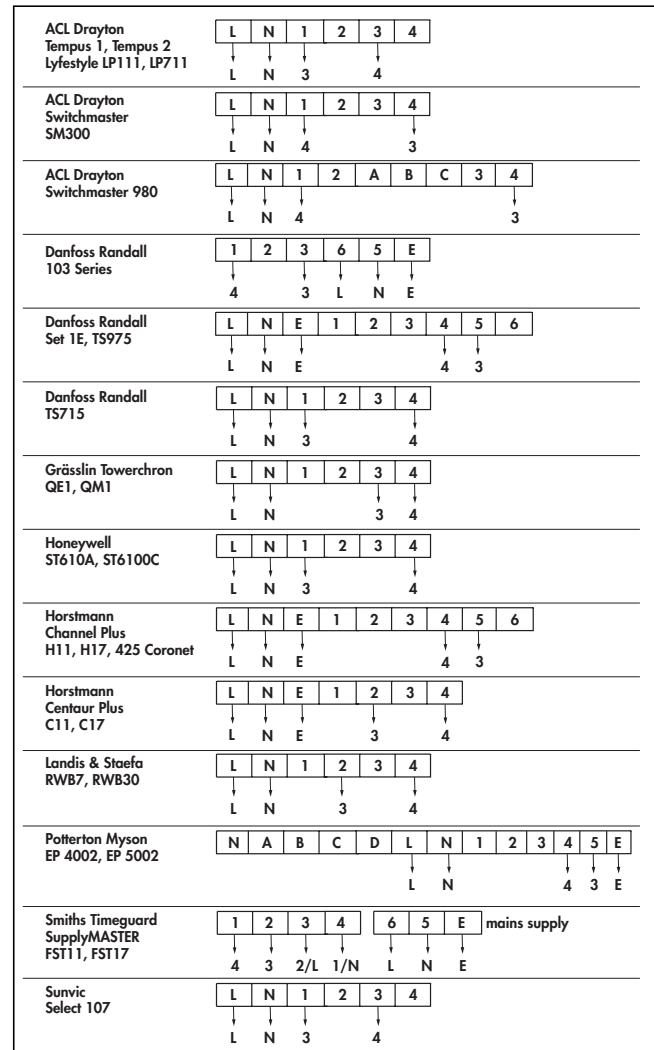 ACL Drayton
Tempus 1, Tempus 2
Lyfestyle LP111, LP711
L N 1 2 3 4
L N 3 4
ACL Drayton
Switchmaster
SM300
L N 1 2 3 4
L N 4 3
ACL Drayton
Switchmaster 980
L N 1 2 A B C 3 4
L N 4 3
Danfoss Randall
103 Series
1 2 3 6 5 E
4 3 L N E
Danfoss Randall
Set 1E, TS975
L N E 1 2 3 4 5 6
L N E 4 3
Danfoss Randall
TS715
L N 1 2 3 4
L N 3 4
Grässlin Towerchron
QE1, QM1
L N 1 2 3 4
L N 3 4
Honeywell
ST610A, ST6100C
L N 1 2 3 4
L N 3 4
Horstmann
Channel Plus
H11, H17, 425 Coronet
L N E 1 2 3 4 5 6
L N E 4 3
Horstmann
Centaur Plus
C11, C17
L N E 1 2 3 4
L N E 3 4
Landis & Staefa
RWB7, RWB30
L N 1 2 3 4
L N 3 4
Potterton Myson
EP 4002, EP 5002
N A B C D L N 1 2 3 4 5 E
L N 4 3 E
Smiths Timeguard
SupplyMASTER
FST11, FST17
1 2 3 4 6 5 E mains supply
4 3 2/L 1/N L N E
Sunvic
Select 107
L N 1 2 3 4
L N 3 4